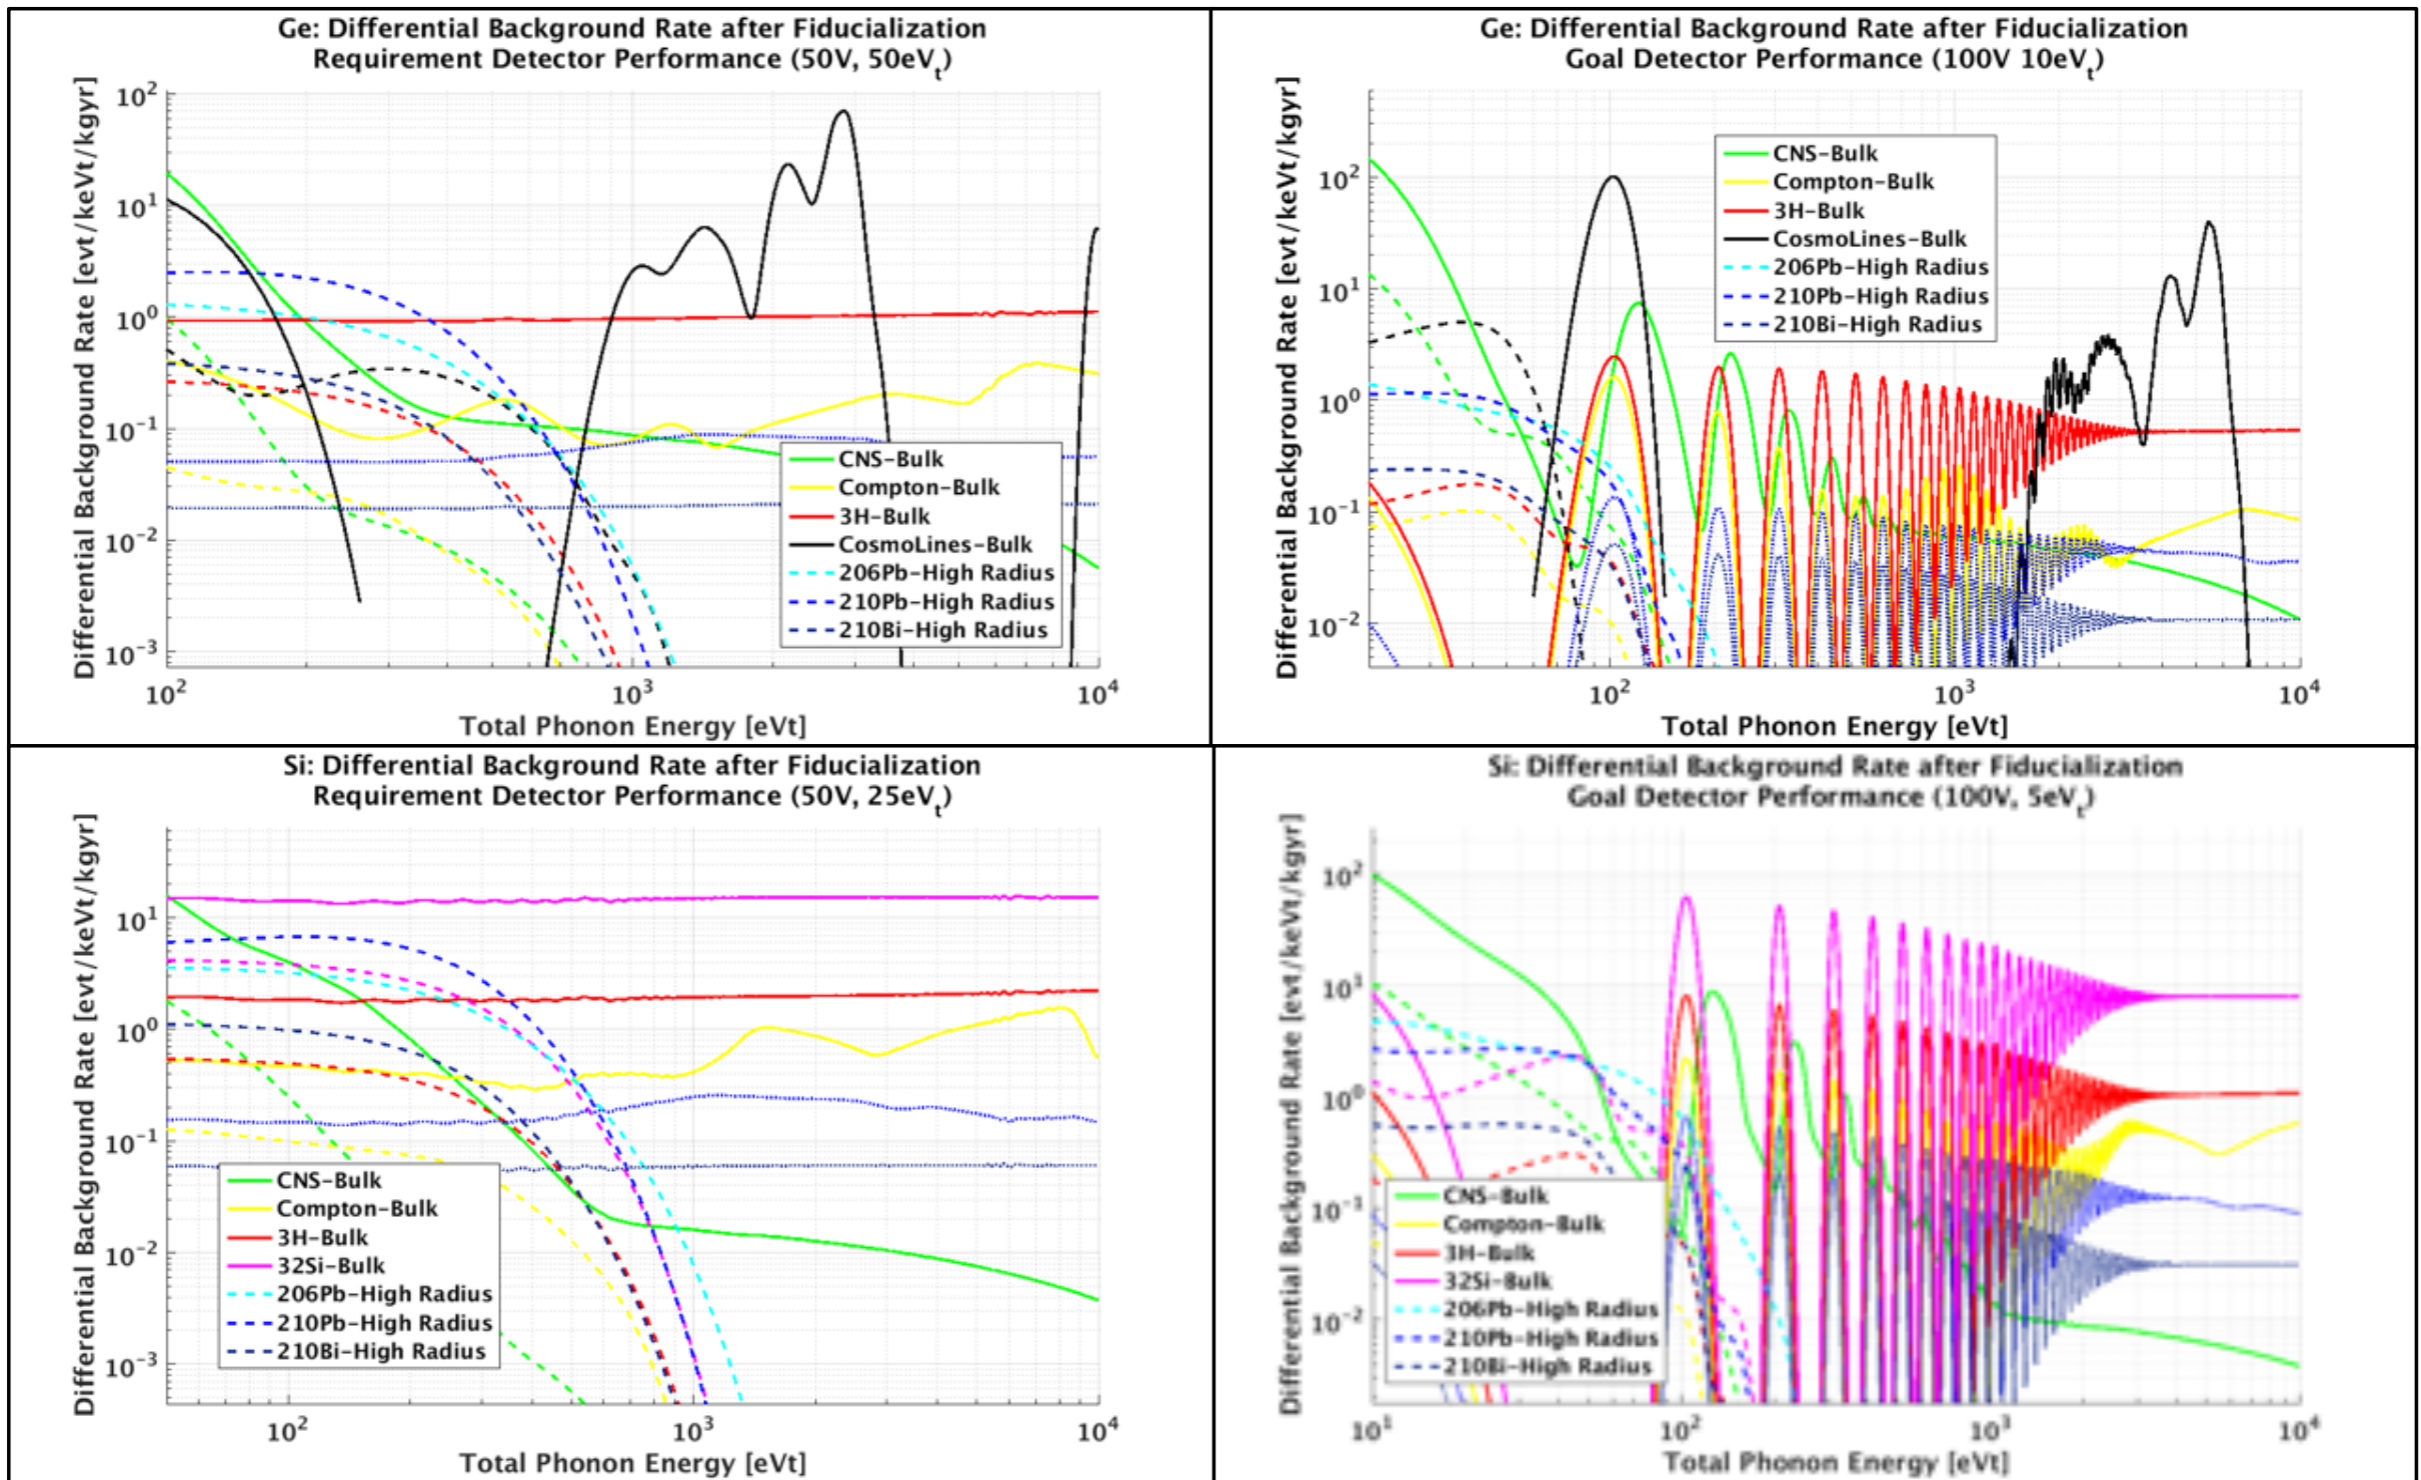 Ge: Differential Background Rate after Fiducialization
Requirement Detector Performance (50V, 50eVt)
Differential Background Rate [evt/keVt/kgyr]
10^2
10^1
10^0
10^-1
10^-2
10^-3
CNS-Bulk
Compton-Bulk
3H-Bulk
CosmoLines-Bulk
206Pb-High Radius
210Pb-High Radius
210Bi-High Radius
10^2 10^3 10^4
Total Phonon Energy [eVt]
Ge: Differential Background Rate after Fiducialization
Goal Detector Performance (100V 10eVt)
Differential Background Rate [evt/keVt/kgyr]
10^2
10^1
10^0
10^-1
10^-2
CNS-Bulk
Compton-Bulk
3H-Bulk
CosmoLines-Bulk
206Pb-High Radius
210Pb-High Radius
210Bi-High Radius
10^2 10^3 10^4
Total Phonon Energy [eVt]
Si: Differential Background Rate after Fiducialization
Requirement Detector Performance (50V, 25eVt)
Differential Background Rate [evt/keVt/kgyr]
10^1
10^0
10^-1
10^-2
10^-3
CNS-Bulk
Compton-Bulk
3H-Bulk
32Si-Bulk
206Pb-High Radius
210Pb-High Radius
210Bi-High Radius
10^2 10^3 10^4
Total Phonon Energy [eVt]
Si: Differential Background Rate after Fiducialization
Goal Detector Performance (100V, 5eVt)
Differential Background Rate [evt/keVt/kgyr]
10^2
10^1
10^0
10^-1
10^-2
CNS-Bulk
Compton-Bulk
3H-Bulk
32Si-Bulk
206Pb-High Radius
210Pb-High Radius
210Bi-High Radius
10^1 10^2 10^3 10^4
Total Phonon Energy [eVt]